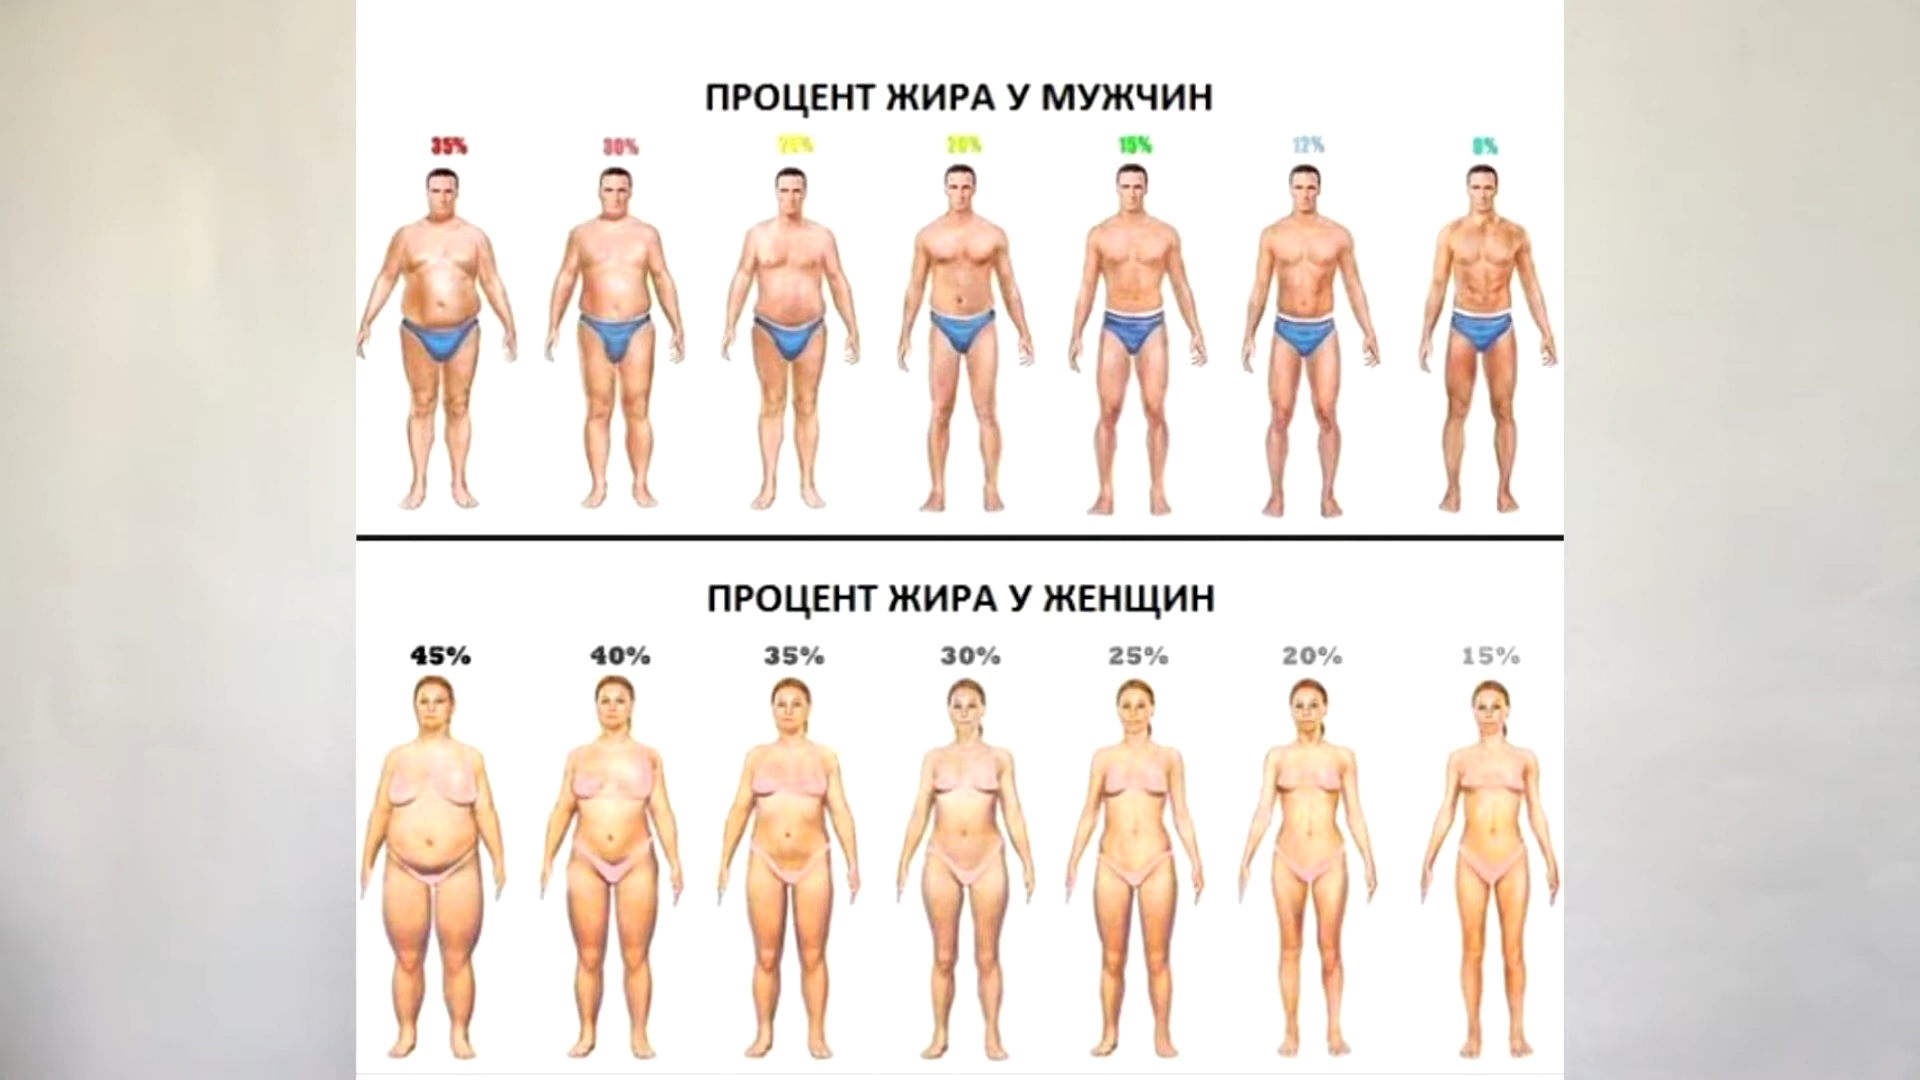 ПРОЦЕНТ ЖИРА У МУЖЧИН
35% 30% 25% 20% 15% 12% 8%
ПРОЦЕНТ ЖИРА У ЖЕНЩИН
45% 40% 35% 30% 25% 20% 15%